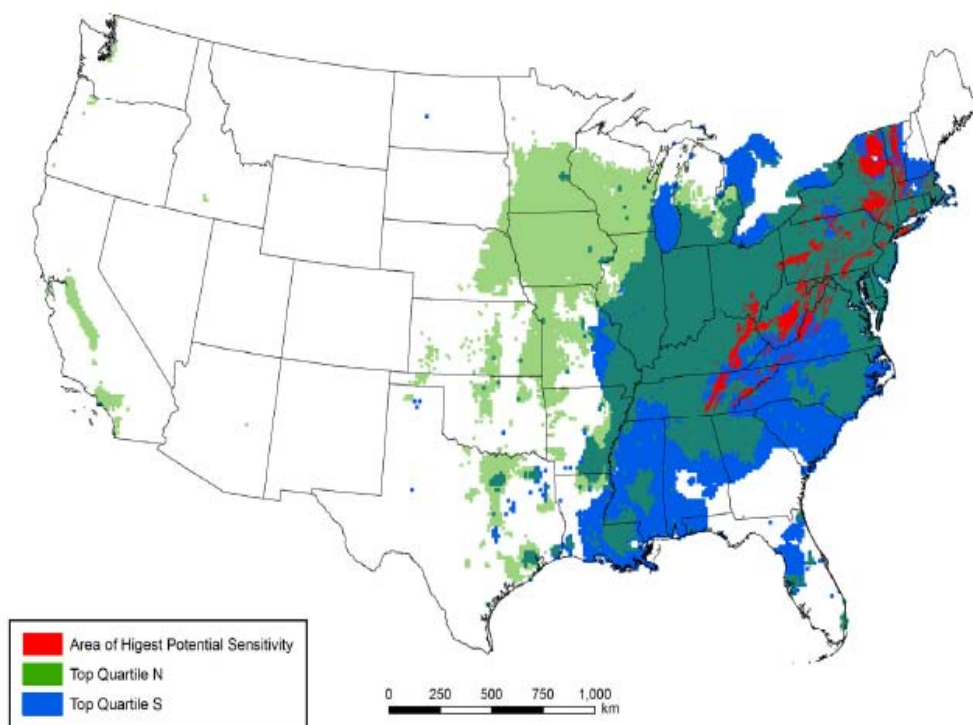 Area of Higest Potential Sensitivity
Top Quartile N
Top Quartile S
0 250 500 750 1,000
km